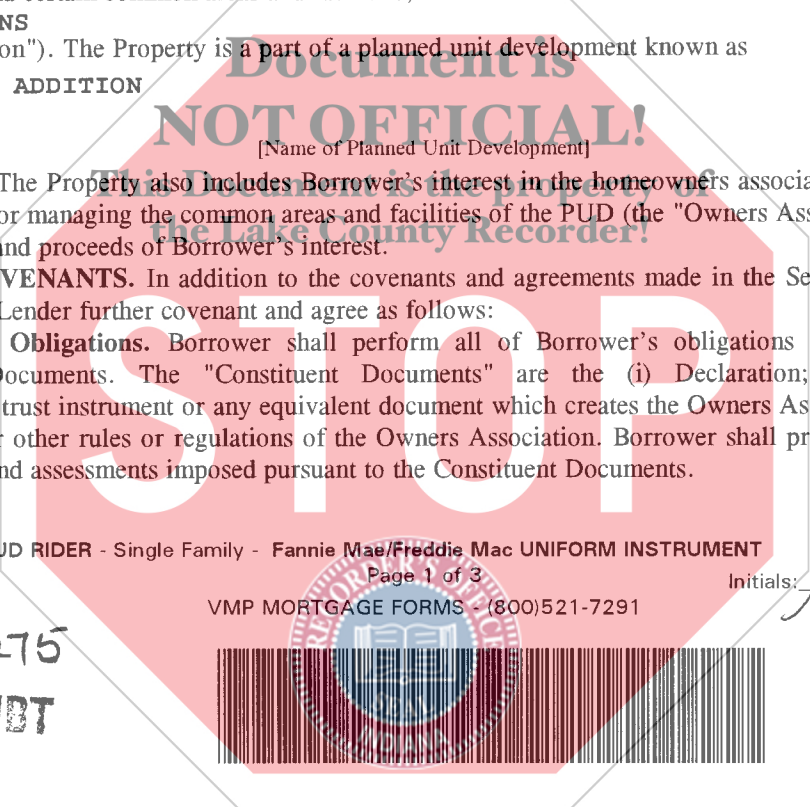 NS
on"). The Property is a part of a planned unit development known as
ADDITION
Document is
NOT OFFICIAL!
This Document is the property of
the Lake County Recorder!
[Name of Planned Unit Development]
The Property also includes Borrower's interest in the homeowners associa
or managing the common areas and facilities of the PUD (the "Owners Ass
nd proceeds of Borrower's interest.
VENANTS. In addition to the covenants and agreements made in the Se
Lender further covenant and agree as follows:
Obligations. Borrower shall perform all of Borrower's obligations
ocuments. The "Constituent Documents" are the (i) Declaration;
trust instrument or any equivalent document which creates the Owners As
r other rules or regulations of the Owners Association. Borrower shall pr
nd assessments imposed pursuant to the Constituent Documents.
STOP
UD RIDER - Single Family - Fannie Mae/Freddie Mac UNIFORM INSTRUMENT
Page 1 of 3
Initials:
VMP MORTGAGE FORMS - (800)521-7291
RECORDER'S OFFICE
SEAL
INDIANA
275